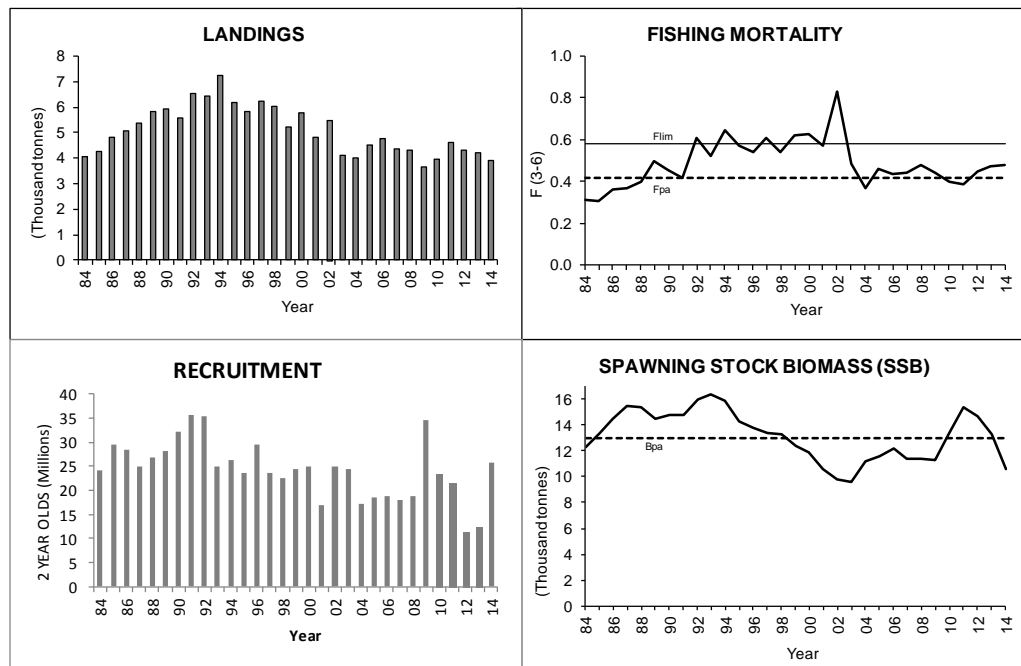 LANDINGS
(Thousand tonnes)
8
7
6
5
4
3
2
1
0
84 86 88 90 92 94 96 98 00 02 04 06 08 10 12 14
Year
FISHING MORTALITY
F (3-6)
1.0
0.8
0.6
0.4
0.2
0.0
Flim
Fpa
84 86 88 90 92 94 96 98 00 02 04 06 08 10 12 14
Year
RECRUITMENT
2 YEAR OLDS (Millions)
40
35
30
25
20
15
10
5
0
84 86 88 90 92 94 96 98 00 02 04 06 08 10 12 14
Year
SPAWNING STOCK BIOMASS (SSB)
(Thousand tonnes)
16
14
12
10
8
6
4
2
0
Bpa
84 86 88 90 92 94 96 98 00 02 04 06 08 10 12 14
Year